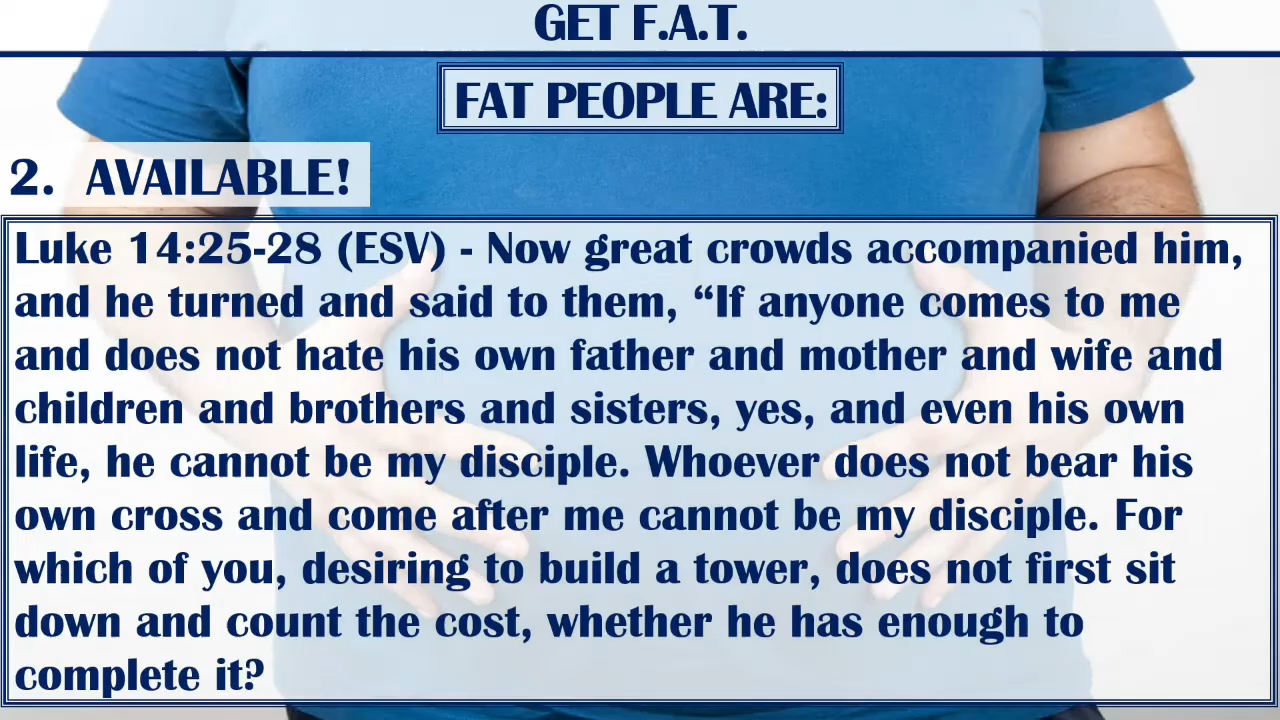 GET F.A.T.
FAT PEOPLE ARE:
2. AVAILABLE!
Luke 14:25-28 (ESV) - Now great crowds accompanied him,
and he turned and said to them, “If anyone comes to me
and does not hate his own father and mother and wife and
children and brothers and sisters, yes, and even his own
life, he cannot be my disciple. Whoever does not bear his
own cross and come after me cannot be my disciple. For
which of you, desiring to build a tower, does not first sit
down and count the cost, whether he has enough to
complete it?